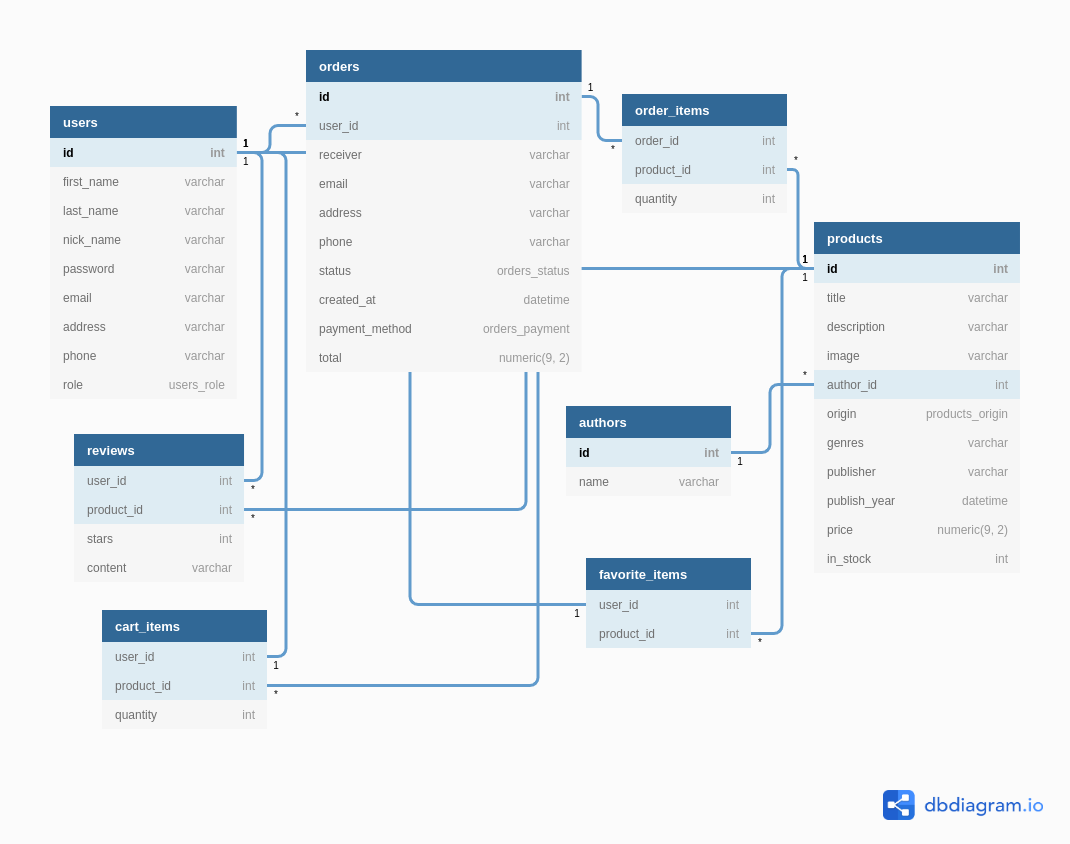 orders
id int
user_id int
receiver varchar
email varchar
address varchar
phone varchar
status orders_status
created_at datetime
payment_method orders_payment
total numeric(9, 2)
users
id int
first_name varchar
last_name varchar
nick_name varchar
password varchar
email varchar
address varchar
phone varchar
role users_role
order_items
order_id int
product_id int
quantity int
products
id int
title varchar
description varchar
image varchar
author_id int
origin products_origin
genres varchar
publisher varchar
publish_year datetime
price numeric(9, 2)
in_stock int
authors
id int
name varchar
reviews
user_id int
product_id int
stars int
content varchar
favorite_items
user_id int
product_id int
cart_items
user_id int
product_id int
quantity int
1
1
*
1
*
*
1
1
*
1
*
*
1
*
1
*
dbdiagram.io